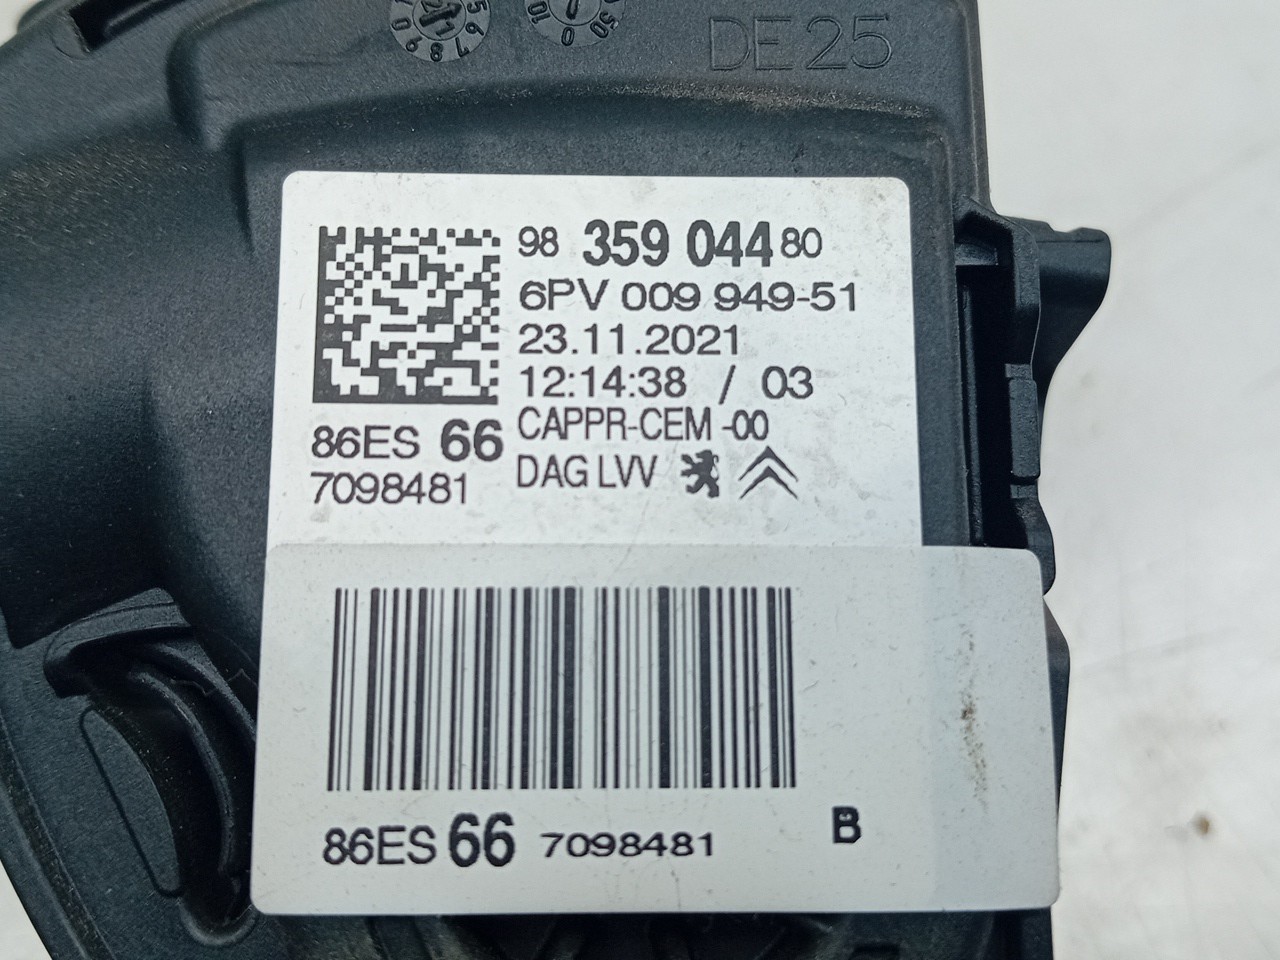 DE25
98 359 044 80
6PV 009 949-51
23.11.2021
12:14:38 / 03
CAPPR-CEM -00
DAG LVV
86ES 66
7098481
86ES 66 7098481 B